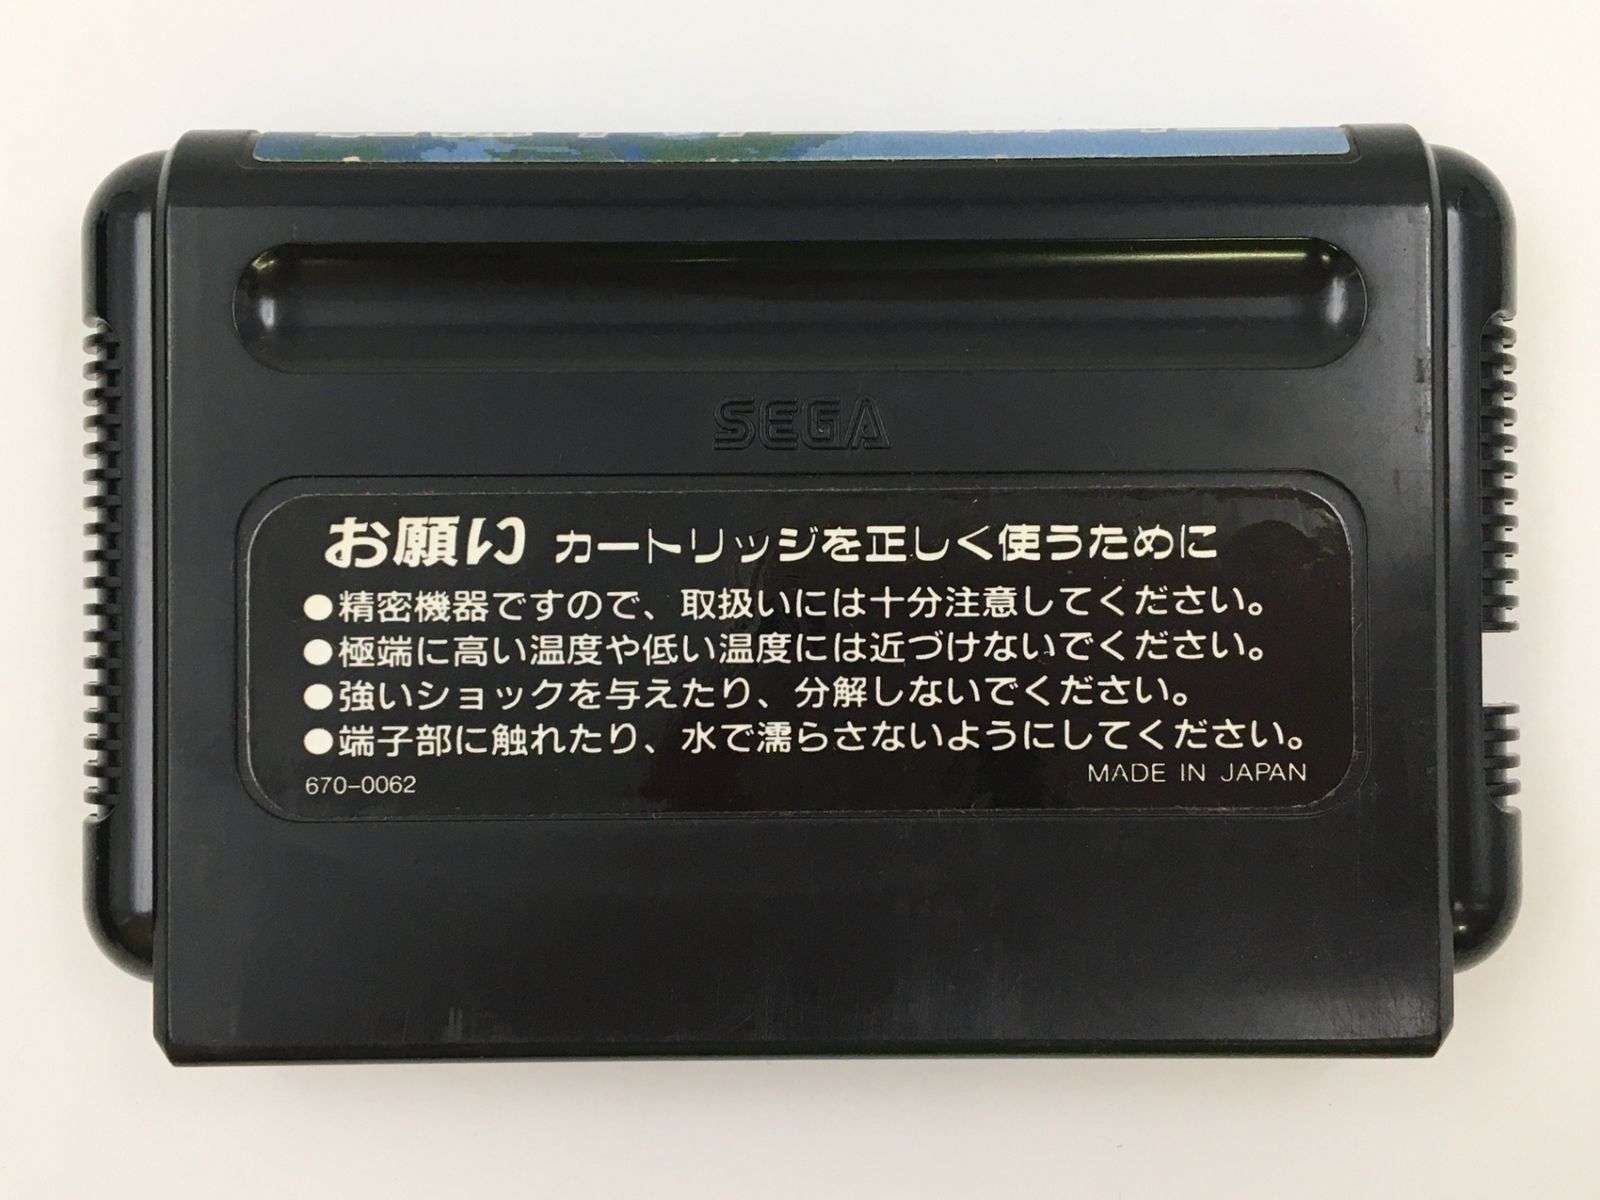 SEGA
お願い カートリッジを正しく使うために
●精密機器ですので、取扱いには十分注意してください。
●極端に高い温度や低い温度には近づけないでください。
●強いショックを与えたり、分解しないでください。
●端子部に触れたり、水で濡らさないようにしてください。
670-0062 MADE IN JAPAN